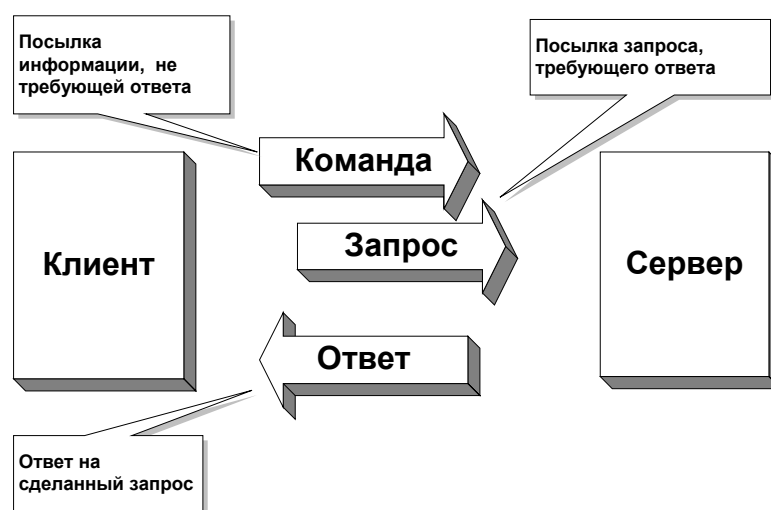 Посылка
информации, не
требующей ответа
Посылка запроса,
требующего ответа
Команда
Запрос
Клиент
Сервер
Ответ
Ответ на
сделанный запрос